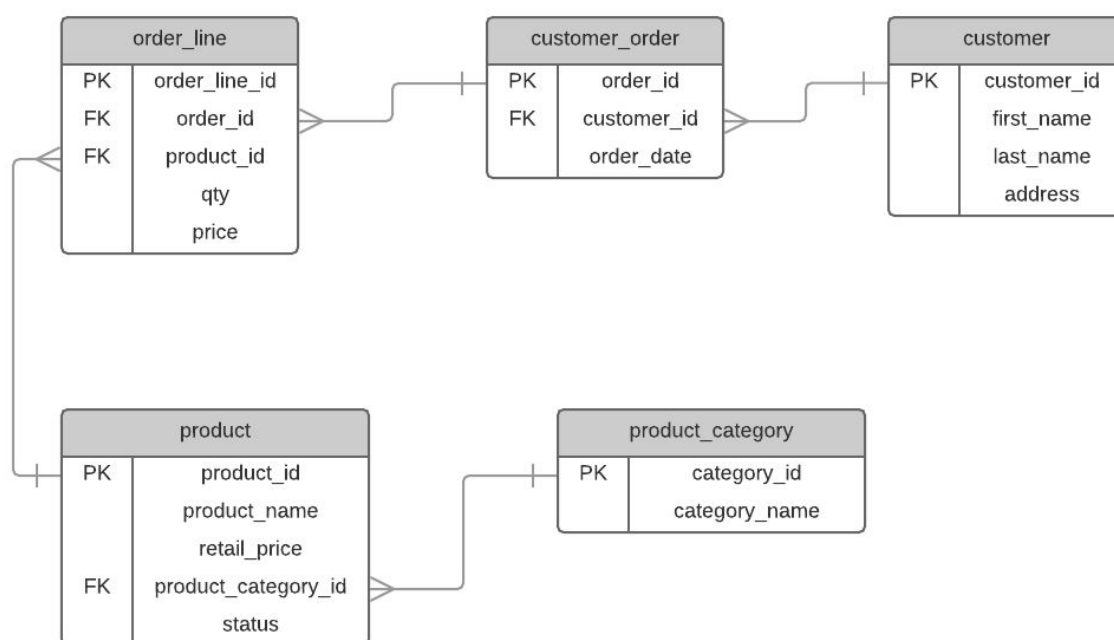 order_line
PK order_line_id
FK order_id
FK product_id
qty
price
customer_order
PK order_id
FK customer_id
order_date
customer
PK customer_id
first_name
last_name
address
product
PK product_id
product_name
retail_price
FK product_category_id
status
product_category
PK category_id
category_name